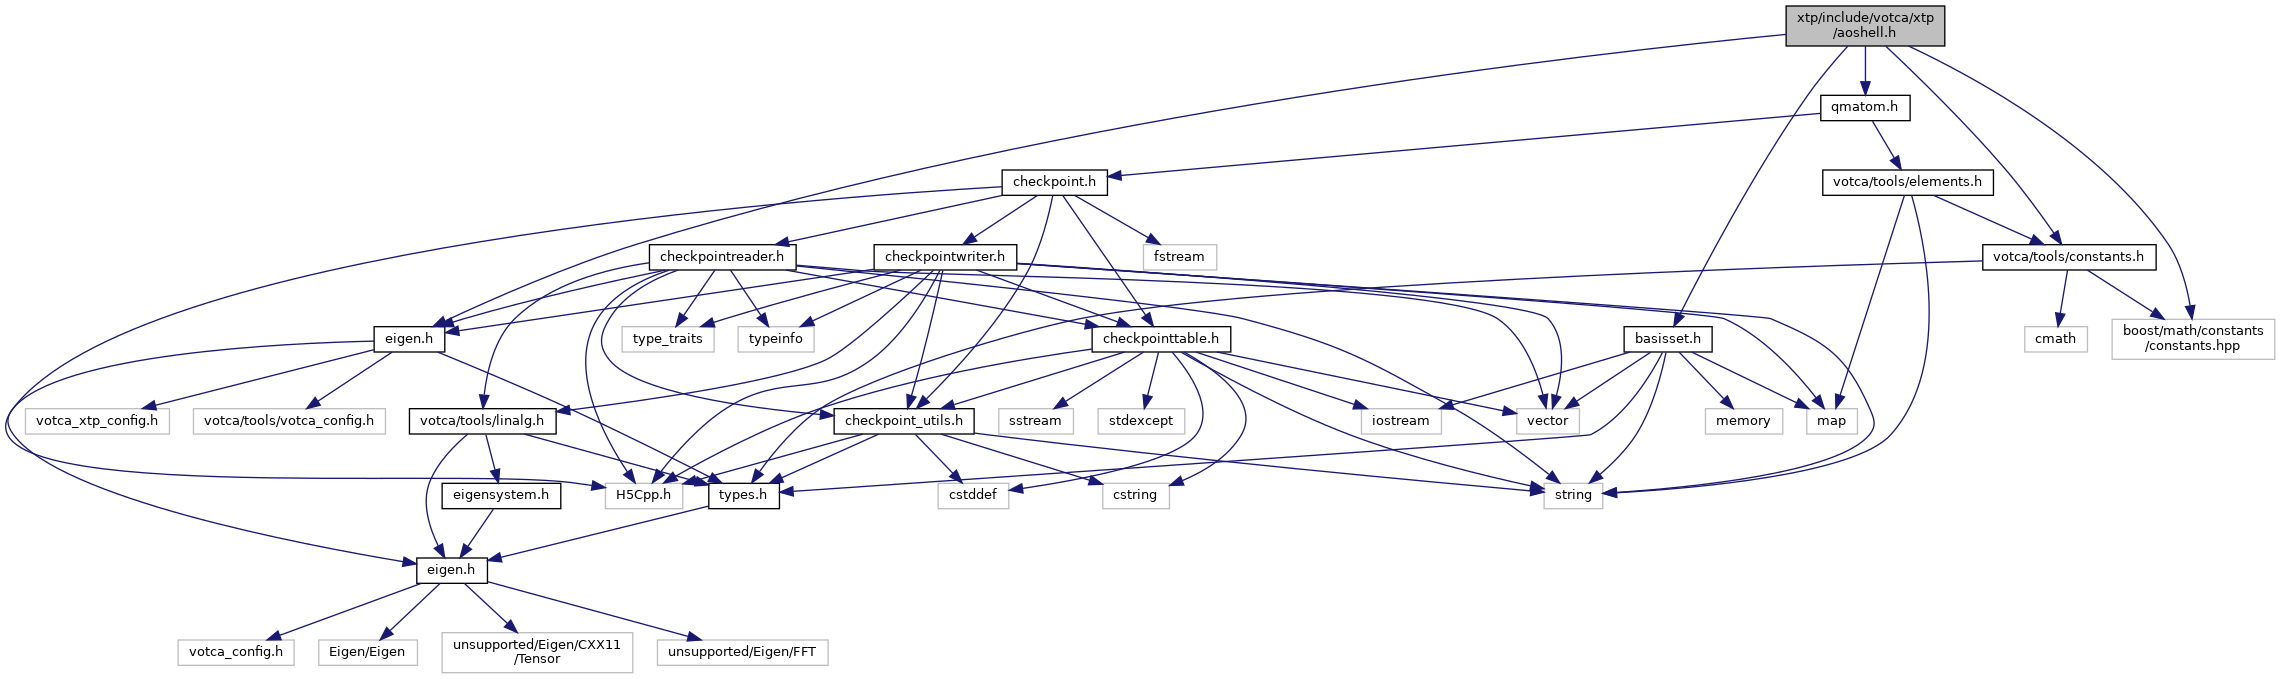 xtp/include/votca/xtp
/aoshell.h
qmatom.h
checkpoint.h
votca/tools/elements.h
checkpointreader.h
checkpointwriter.h
fstream
votca/tools/constants.h
eigen.h
type_traits
typeinfo
checkpointtable.h
basisset.h
cmath
boost/math/constants
/constants.hpp
votca_xtp_config.h
votca/tools/votca_config.h
votca/tools/linalg.h
checkpoint_utils.h
sstream
stdexcept
iostream
vector
memory
map
eigensystem.h
H5Cpp.h
types.h
cstddef
cstring
string
eigen.h
votca_config.h
Eigen/Eigen
unsupported/Eigen/CXX11
/Tensor
unsupported/Eigen/FFT